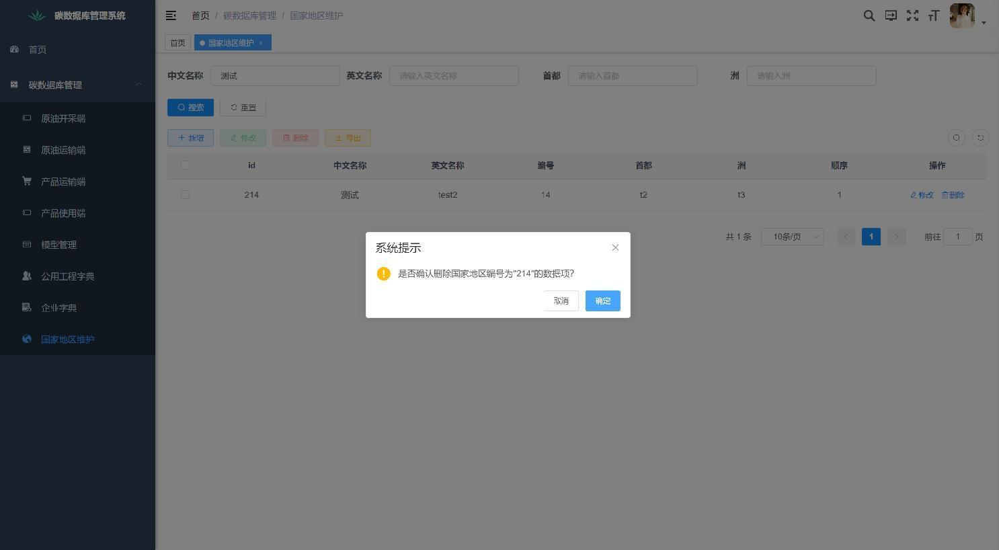 碳数据库管理系统
首页 / 碳数据库管理 / 国家地区维护
首页
国家地区维护 ×
首页
碳数据库管理
原油开采端
原油运输端
产品运输端
产品使用端
模型管理
公用工程字典
企业字典
国家地区维护
中文名称 测试 英文名称 请输入英文名称 首都 请输入首都 洲 请输入洲
搜索 重置
新增 修改 删除 导出
id 中文名称 英文名称 编号 首都 洲 顺序 操作
214 测试 test2 14 t2 t3 1 修改 删除
共 1 条 10条/页 1 前往 1 页
系统提示
是否确认删除国家地区编号为"214"的数据项?
取消 确定